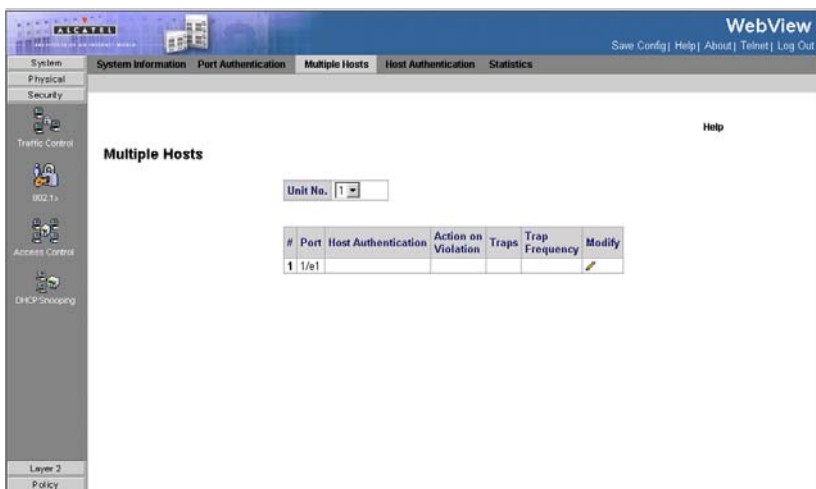 ALCATEL
WebView
Save Config | Help | About | Telnet | Log Out
System
Physical
Security
System Information Port Authentication Multiple Hosts Host Authentication Statistics
Help
Traffic Control
802.1x
Access Control
DHCP Snooping
Multiple Hosts
Unit No. 1
# Port Host Authentication Action on Violation Traps Trap Frequency Modify
1 1/e1
Layer 2
Policy